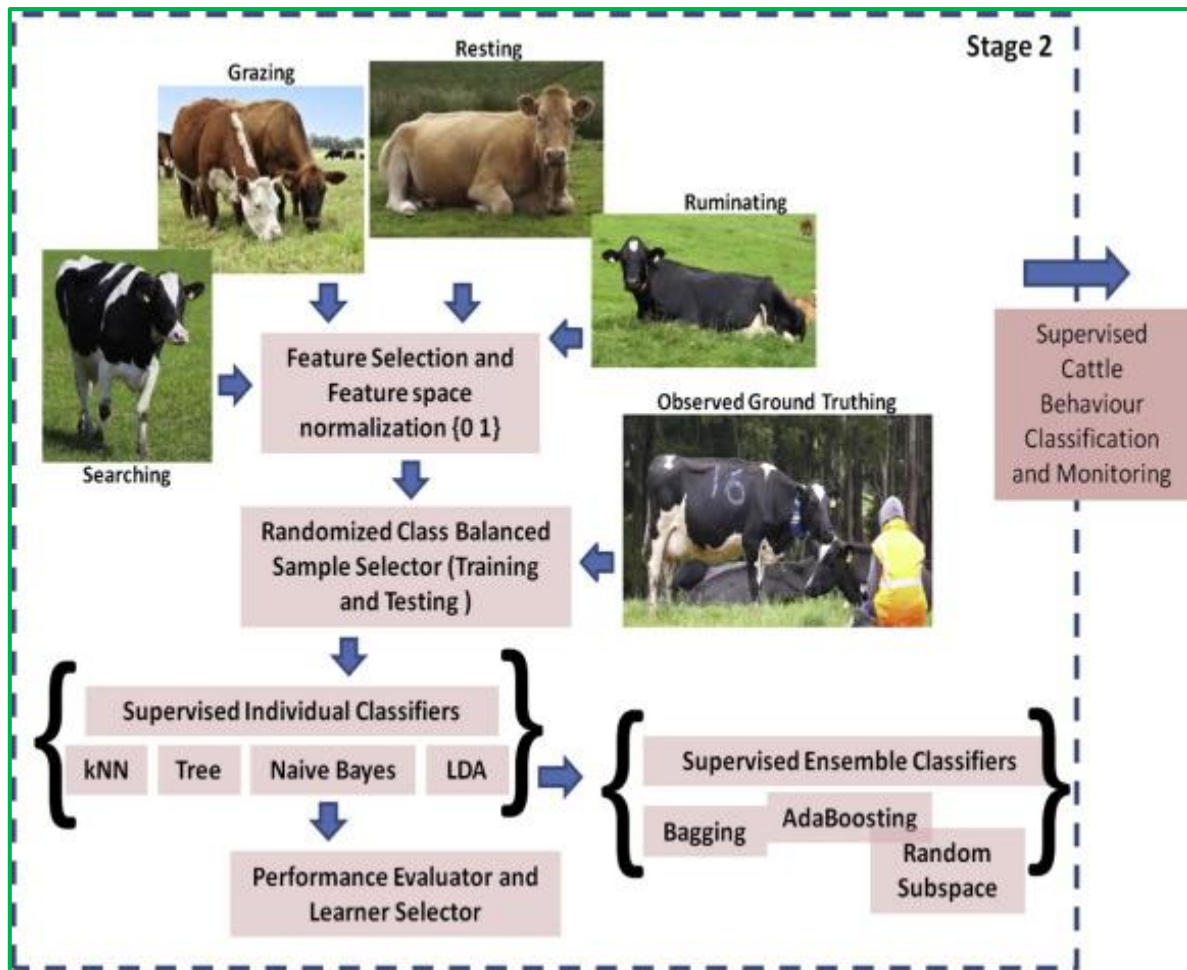 Stage 2
Resting
Grazing
Ruminating
Searching
Feature Selection and
Feature space
normalization {0 1}
Observed Ground Truthing
16
Supervised
Cattle
Behaviour
Classification
and Monitoring
Randomized Class Balanced
Sample Selector (Training
and Testing )
Supervised Individual Classifiers
kNN
Tree
Naive Bayes
LDA
Supervised Ensemble Classifiers
Bagging
AdaBoosting
Random
Subspace
Performance Evaluator and
Learner Selector